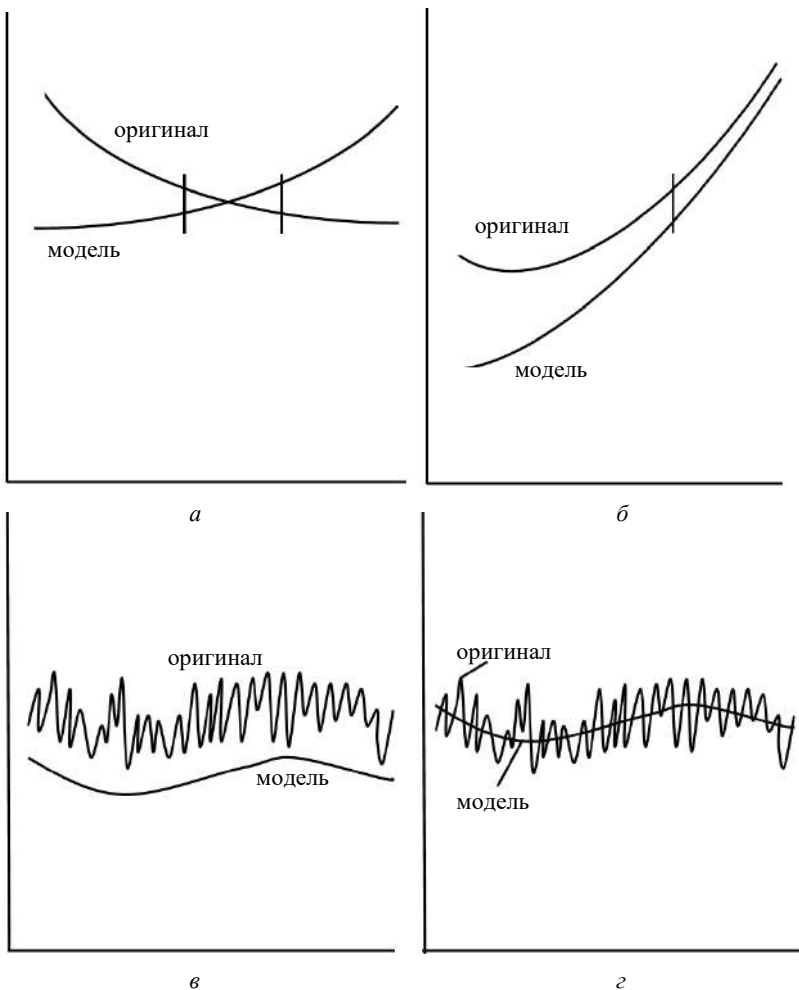 оригинал
модель
а
оригинал
модель
б
оригинал
модель
в
оригинал
модель
г